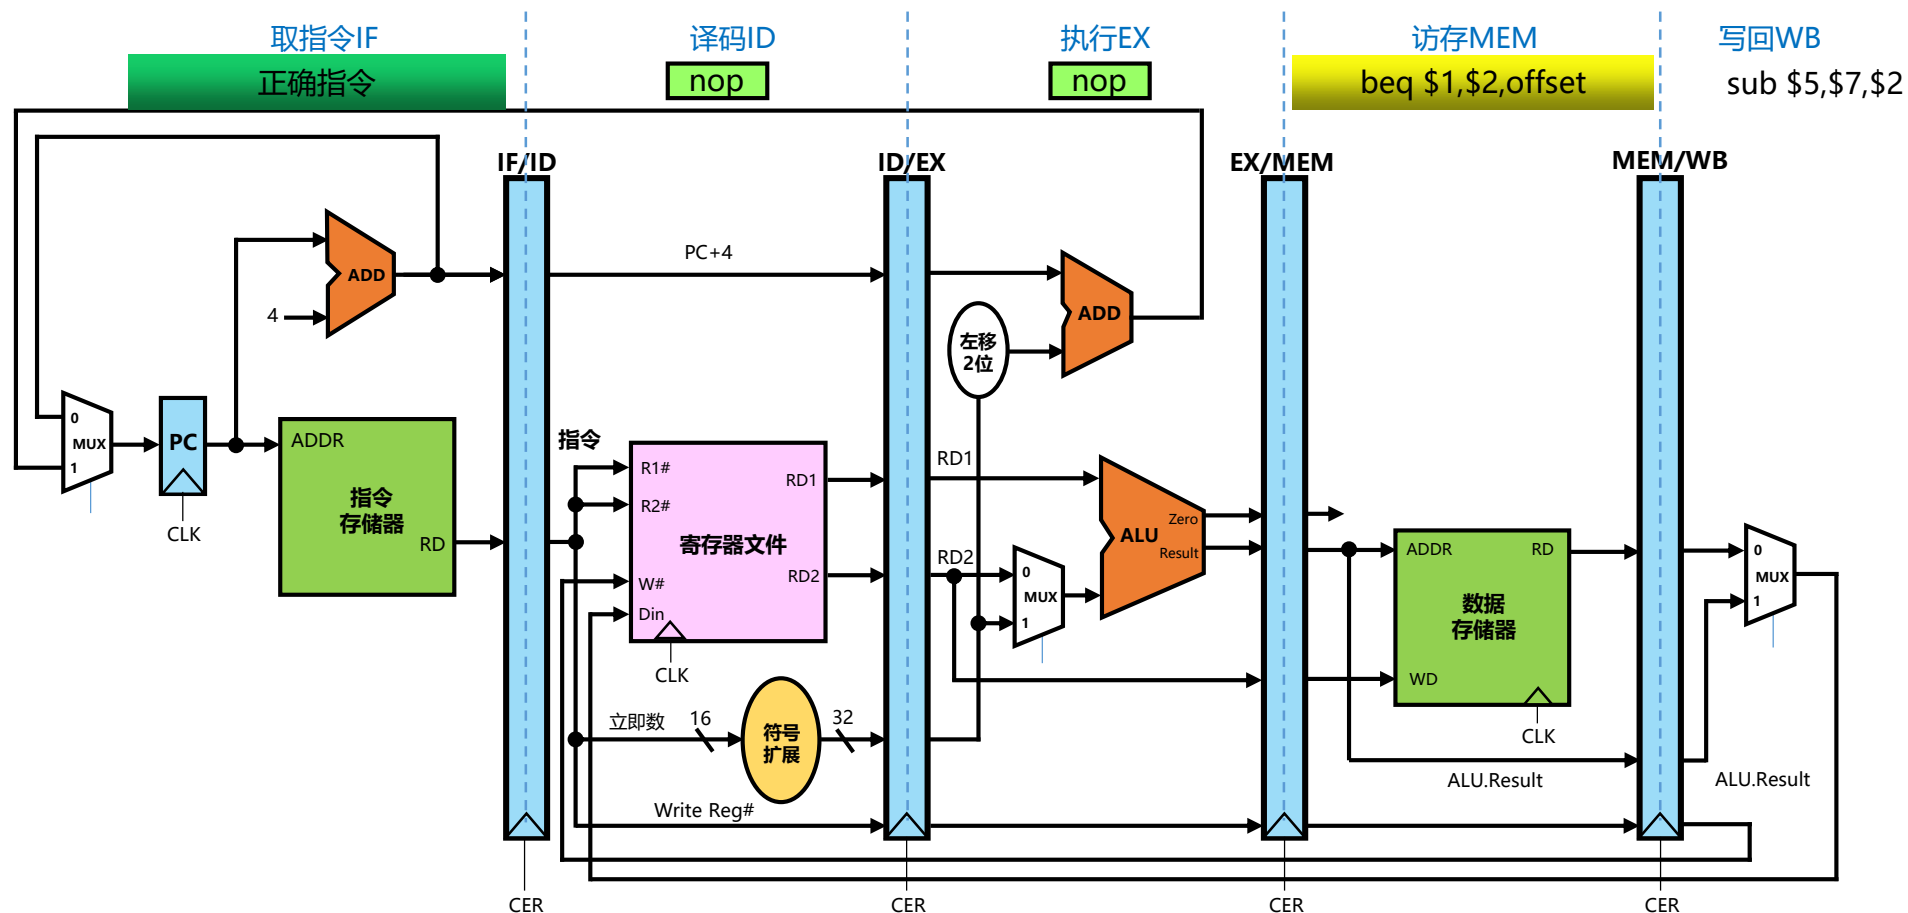 取指令IF
译码ID
执行EX
访存MEM
写回WB
正确指令
nop
nop
beq $1,$2,offset
sub $5,$7,$2
IF/ID
ID/EX
EX/MEM
MEM/WB
ADD
4
PC+4
ADD
左移
2位
0
MUX
1
PC
CLK
ADDR
指令
存储器
RD
指令
R1#
R2#
W#
Din
寄存器文件
RD1
RD2
CLK
RD1
RD2
0
MUX
1
ALU
Zero
Result
ADDR
RD
数据
存储器
WD
CLK
0
MUX
1
立即数
16
符号
扩展
32
Write Reg#
ALU.Result
ALU.Result
CER
CER
CER
CER